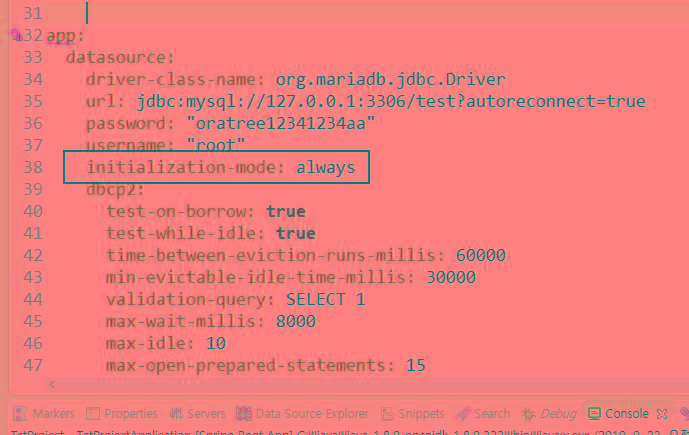 31
32 app:
33 datasource:
34 driver-class-name: org.mariadb.jdbc.Driver
35 url: jdbc:mysql://127.0.0.1:3306/test?autoreconnect=true
36 password: "oratree12341234aa"
37 username: "root"
38 initialization-mode: always
39 dbcp2:
40 test-on-borrow: true
41 test-while-idle: true
42 time-between-eviction-runs-millis: 60000
43 min-evictable-idle-time-millis: 30000
44 validation-query: SELECT 1
45 max-wait-millis: 8000
46 max-idle: 10
47 max-open-prepared-statements: 15
Markers Properties Servers Data Source Explorer Snippets Search Debug Console